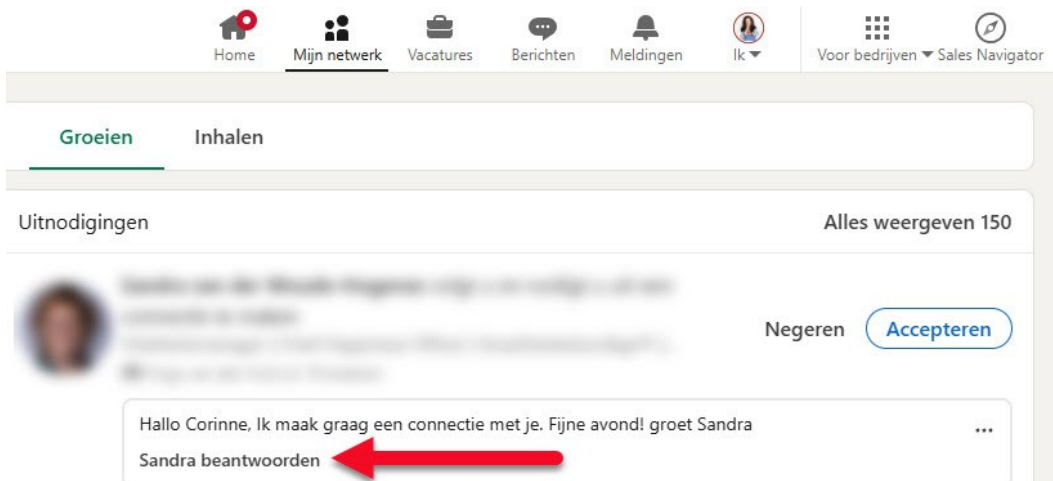 Home
Mijn netwerk
Vacatures
Berichten
Meldingen
Ik
Voor bedrijven
Sales Navigator
Groeien
Inhalen
Uitnodigingen
Alles weergeven 150
Negeren
Accepteren
Hallo Corinne, Ik maak graag een connectie met je. Fijne avond! groet Sandra
Sandra beantwoorden